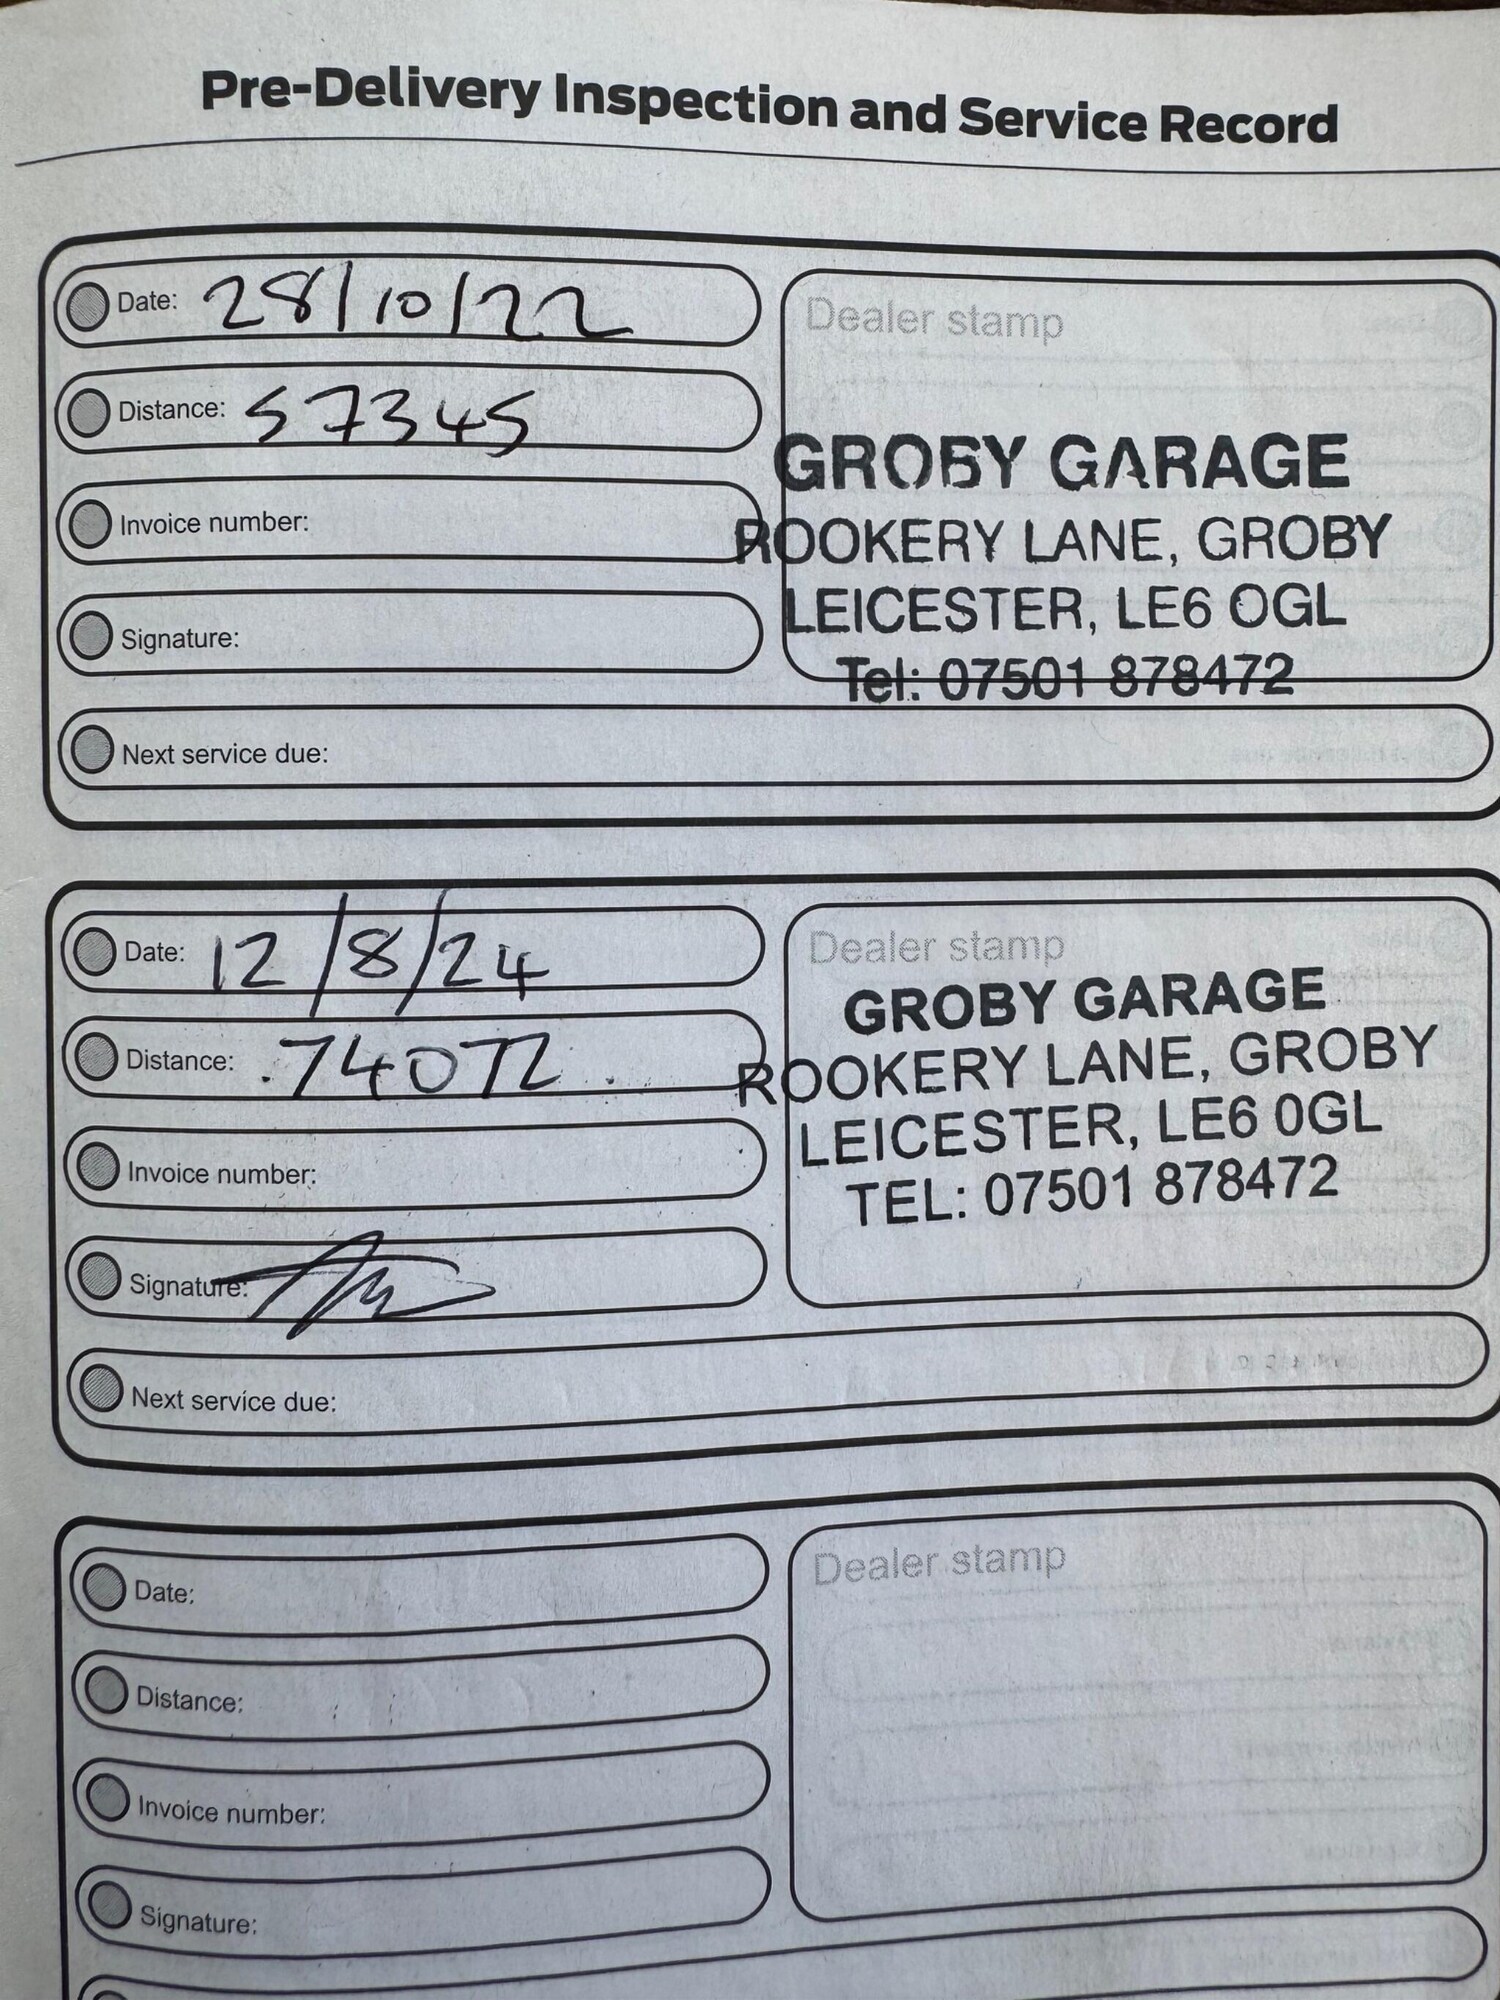 Pre-Delivery Inspection and Service Record
Date: 28/10/22
Distance: 57345
Invoice number:
Signature:
Next service due:
Dealer stamp
GROBY GARAGE
ROOKERY LANE, GROBY
LEICESTER, LE6 OGL
Tel: 07501 878472
Date: 12/8/24
Distance: 74072
Invoice number:
Signature:
Next service due:
Dealer stamp
GROBY GARAGE
ROOKERY LANE, GROBY
LEICESTER, LE6 0GL
TEL: 07501 878472
Date:
Distance:
Invoice number:
Signature:
Dealer stamp